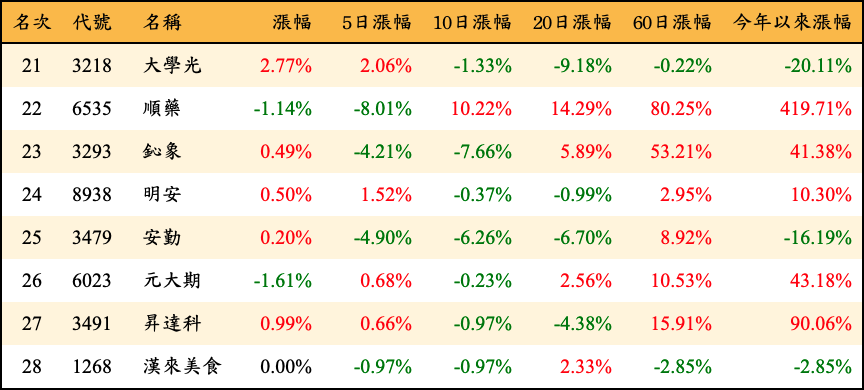 名次 代號 名稱 漲幅 5日漲幅 10日漲幅 20日漲幅 60日漲幅 今年以來漲幅
21 3218 大學光 2.77% 2.06% -1.33% -9.18% -0.22% -20.11%
22 6535 順藥 -1.14% -8.01% 10.22% 14.29% 80.25% 419.71%
23 3293 鈊象 0.49% -4.21% -7.66% 5.89% 53.21% 41.38%
24 8938 明安 0.50% 1.52% -0.37% -0.99% 2.95% 10.30%
25 3479 安勤 0.20% -4.90% -6.26% -6.70% 8.92% -16.19%
26 6023 元大期 -1.61% 0.68% -0.23% 2.56% 10.53% 43.18%
27 3491 昇達科 0.99% 0.66% -0.97% -4.38% 15.91% 90.06%
28 1268 漢來美食 0.00% -0.97% -0.97% 2.33% -2.85% -2.85%